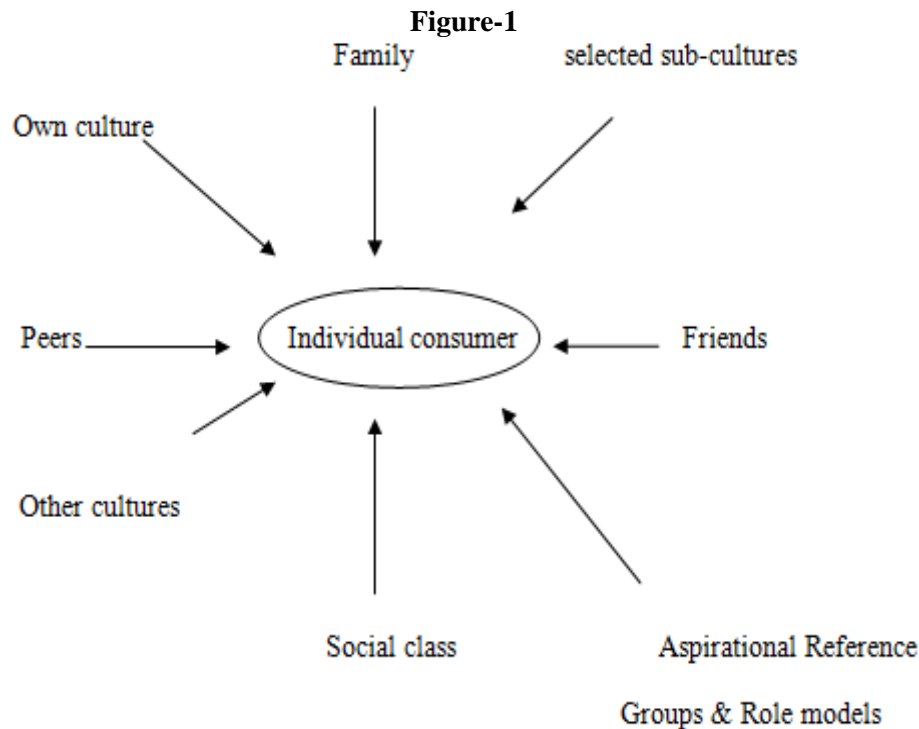 Figure-1
Family
selected sub-cultures
Own culture
Peers
Individual consumer
Friends
Other cultures
Social class
Aspirational Reference
Groups & Role models